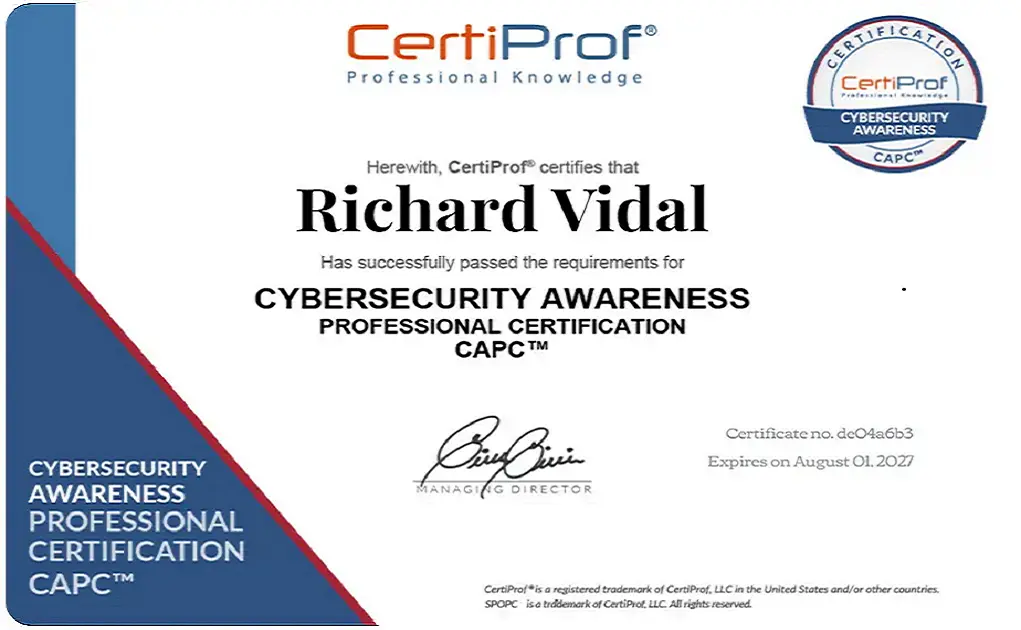 CertiProf®
Professional Knowledge
CERTIFICATION
CertiProf
Professional Knowledge
CYBERSECURITY
AWARENESS
CAPC™
Herewith, CertiProf® certifies that
Richard Vidal
Has successfully passed the requirements for
CYBERSECURITY AWARENESS
PROFESSIONAL CERTIFICATION
CAPC™
MANAGING DIRECTOR
Certificate no. de04a6b3
Expires on August 01, 2027
CYBERSECURITY
AWARENESS
PROFESSIONAL
CERTIFICATION
CAPC™
CertiProf® is a registered trademark of CertiProf, LLC in the United States and/or other countries.
SPOPC is a trademark of CertiProf, LLC. All rights reserved.